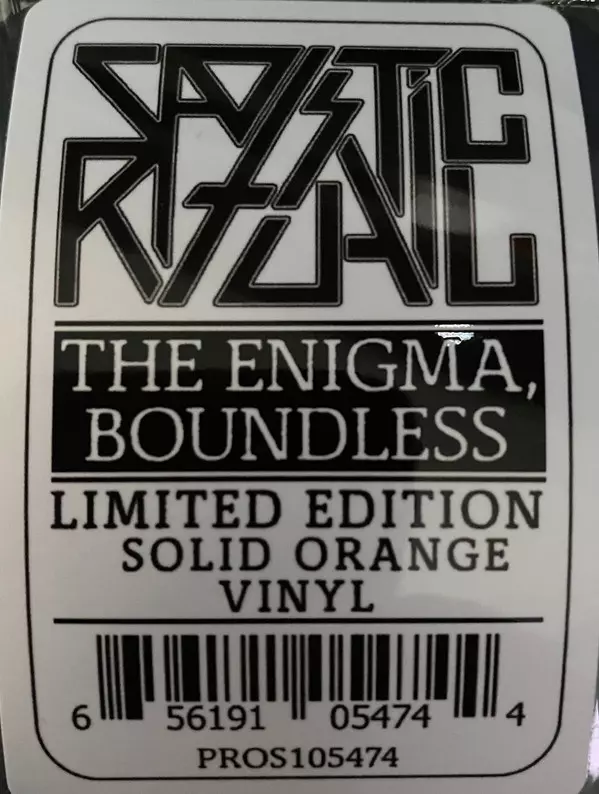 SADISTIC
RITUAL
THE ENIGMA,
BOUNDLESS
LIMITED EDITION
SOLID ORANGE
VINYL
6 56191 05474 4
PROS105474